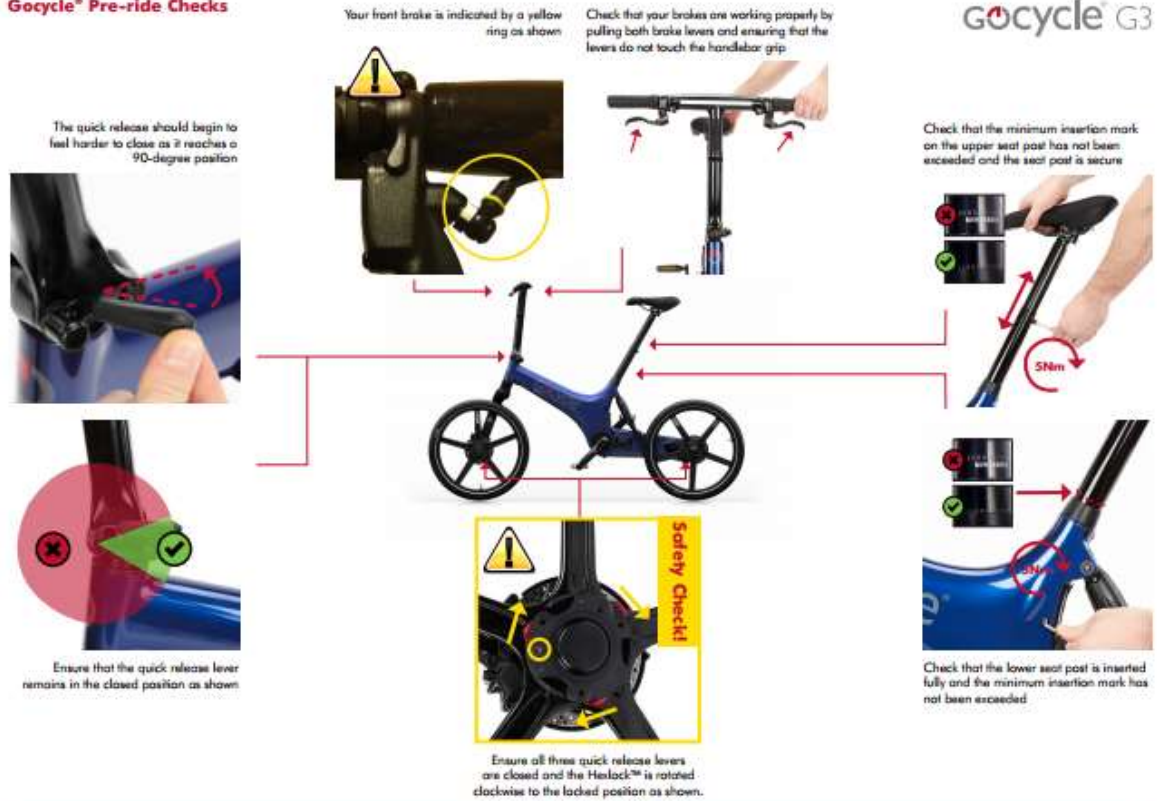 Gocycle® Pre-ride Checks
GOCYCLE® G3
Your front brake is indicated by a yellow
ring as shown
Check that your brakes are working properly by
pulling both brake levers and ensuring that the
levers do not touch the handlebar grip
The quick release should begin to
feel harder to close as it reaches a
90-degree position
Check that the minimum insertion mark
on the upper seat post has not been
exceeded and the seat post is secure
5Nm
Safety Check!
5Nm
Ensure that the quick release lever
remains in the closed position as shown
Check that the lower seat post is inserted
fully and the minimum insertion mark has
not been exceeded
Ensure all three quick release levers
are closed and the Hexlock™ is rotated
clockwise to the locked position as shown.